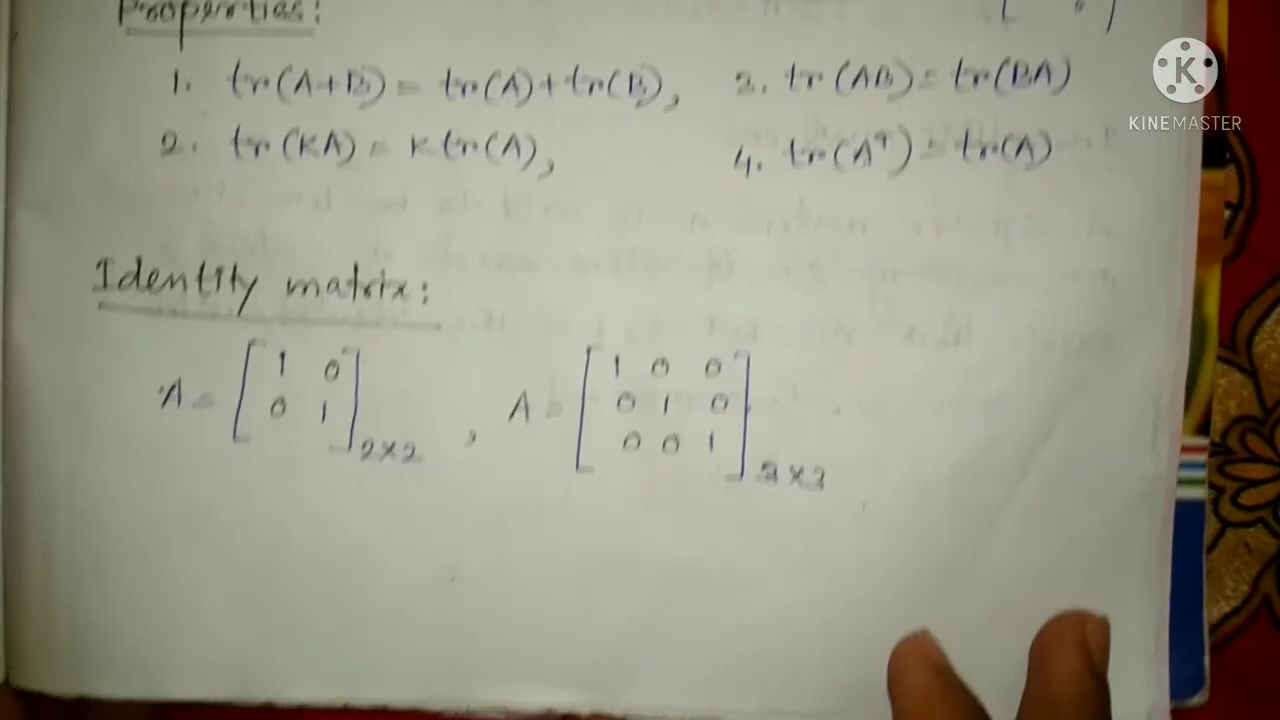 Properties:
1. tr(A+B) = tr(A) + tr(B), 3. tr(AB) = tr(BA)
2. tr(KA) = K tr(A), 4. tr(Aᵀ) = tr(A)
Identity matrix:
A = [1 0
0 1]2×2 , A = [1 0 0
0 1 0
0 0 1]3×3
K
KINEMASTER